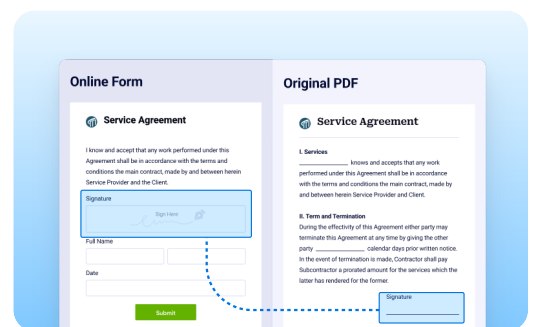 Online Form
Service Agreement
I know and accept that any work performed under this
Agreement shall be in accordance with the terms and
conditions the main contract, made by and between herein
Service Provider and the Client.
Signature
Sign Here
Full Name
Date
Submit
Original PDF
Service Agreement
I. Services
____________ knows and accepts that any work
performed under this Agreement shall be in accordance
with the terms and conditions the main contract, made by
and between herein Service Provider and Client.
II. Term and Termination
During the effectivity of this Agreement either party may
terminate this Agreement at any time by giving the other
party ____________ calendar days prior written notice.
In the event of termination is made, Contractor shall pay
Subcontractor a prorated amount for the services which the
latter has rendered for the former.
Signature